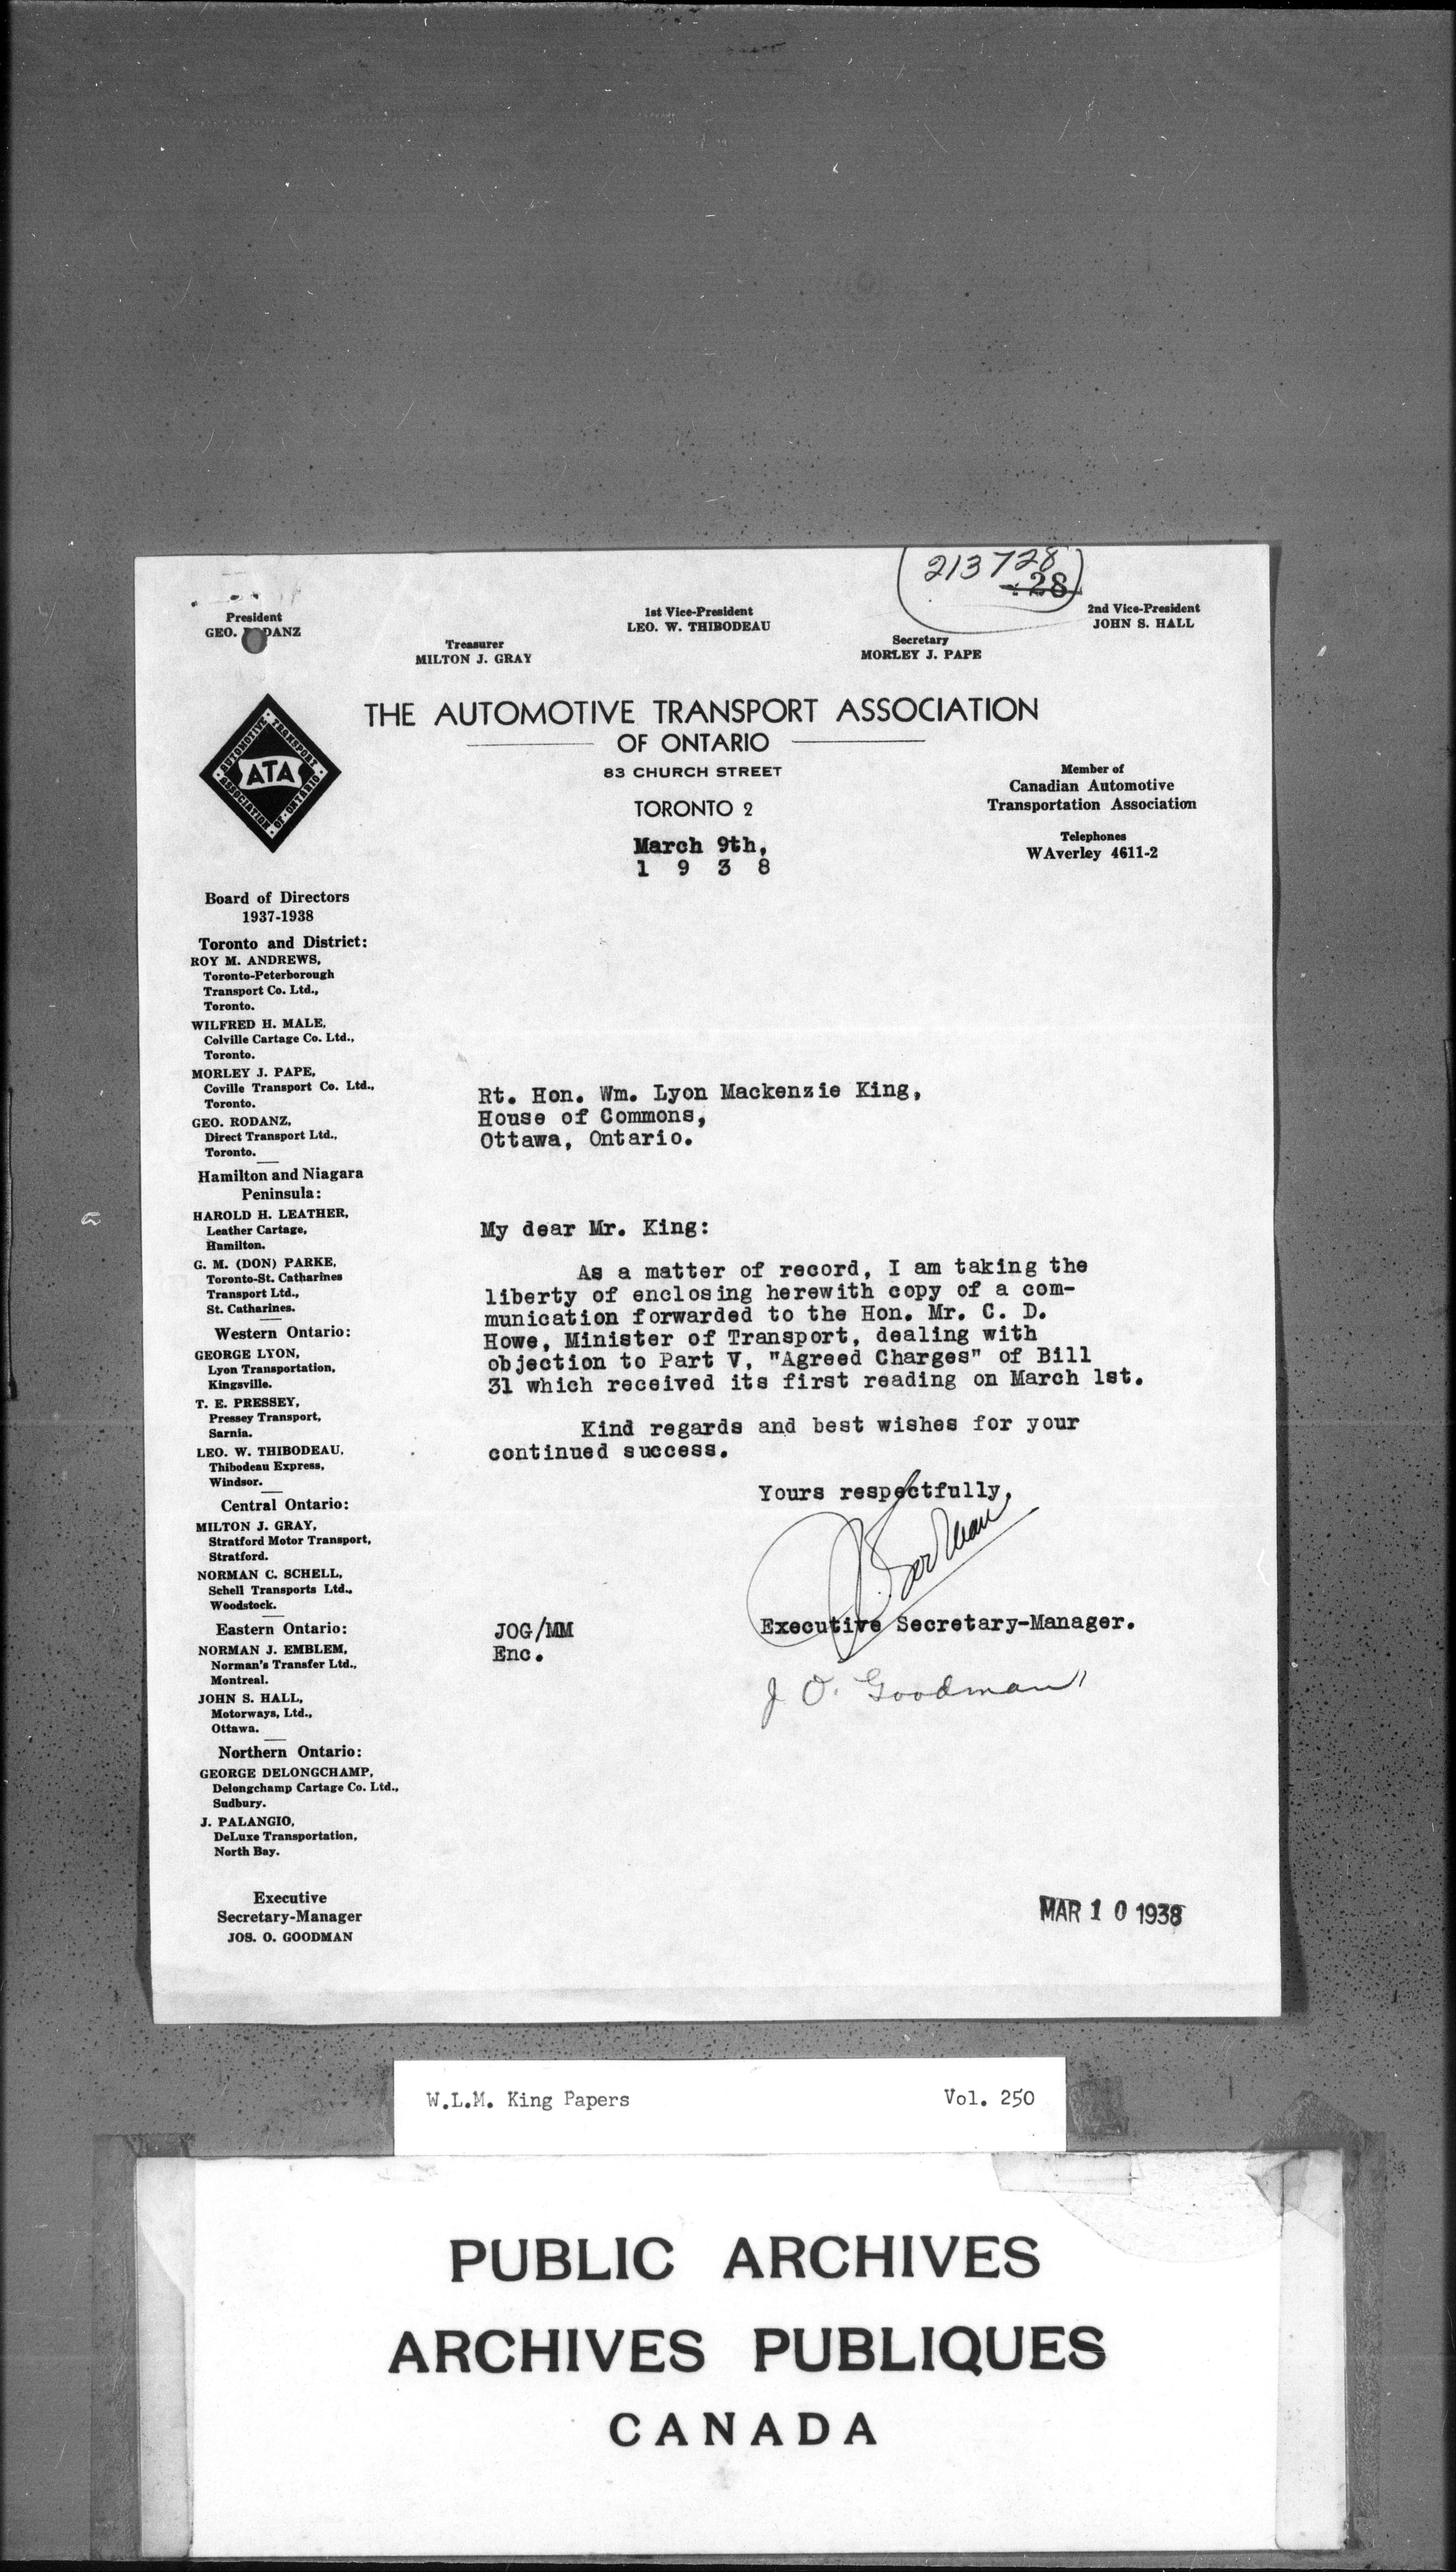 213728
28
President
GEO. RODANZ
Treasurer
MILTON J. GRAY
1st Vice-President
LEO. W. THIBODEAU
Secretary
MORLEY J. PAPE
2nd Vice-President
JOHN S. HALL
AUTOMOTIVE TRANSPORT
ATA
ASSOCIATION OF ONTARIO
THE AUTOMOTIVE TRANSPORT ASSOCIATION
OF ONTARIO
83 CHURCH STREET
TORONTO 2
March 9th,
1 9 3 8
Member of
Canadian Automotive
Transportation Association
Telephones
WAverley 4611-2
Board of Directors
1937-1938
Toronto and District:
ROY M. ANDREWS,
Toronto-Peterborough
Transport Co. Ltd.,
Toronto.
WILFRED H. MALE,
Colville Cartage Co. Ltd.,
Toronto.
MORLEY J. PAPE,
Coville Transport Co. Ltd.,
Toronto.
GEO. RODANZ,
Direct Transport Ltd.,
Toronto.
Hamilton and Niagara
Peninsula:
HAROLD H. LEATHER,
Leather Cartage,
Hamilton.
G. M. (DON) PARKE,
Toronto-St. Catharines
Transport Ltd.,
St. Catharines.
Western Ontario:
GEORGE LYON,
Lyon Transportation,
Kingsville.
T. E. PRESSEY,
Pressey Transport,
Sarnia.
LEO. W. THIBODEAU,
Thibodeau Express,
Windsor.
Central Ontario:
MILTON J. GRAY,
Stratford Motor Transport,
Stratford.
NORMAN C. SCHELL,
Schell Transports Ltd.,
Woodstock.
Eastern Ontario:
NORMAN J. EMBLEM,
Norman's Transfer Ltd.,
Montreal.
JOHN S. HALL,
Motorways, Ltd.,
Ottawa.
Northern Ontario:
GEORGE DELONGCHAMP,
Delongchamp Cartage Co. Ltd.,
Sudbury.
J. PALANGIO,
DeLuxe Transportation,
North Bay.
Executive
Secretary-Manager
JOS. O. GOODMAN
Rt. Hon. Wm. Lyon Mackenzie King,
House of Commons,
Ottawa, Ontario.
My dear Mr. King:
As a matter of record, I am taking the
liberty of enclosing herewith copy of a com-
munication forwarded to the Hon. Mr. C. D.
Howe, Minister of Transport, dealing with
objection to Part V, "Agreed Charges" of Bill
31 which received its first reading on March 1st.
Kind regards and best wishes for your
continued success.
Yours respectfully,
Goodman
Executive Secretary-Manager.
JOG/MM
Enc.
J. O. Goodman
MAR 10 1938
W.L.M. King Papers Vol. 250
PUBLIC ARCHIVES
ARCHIVES PUBLIQUES
CANADA